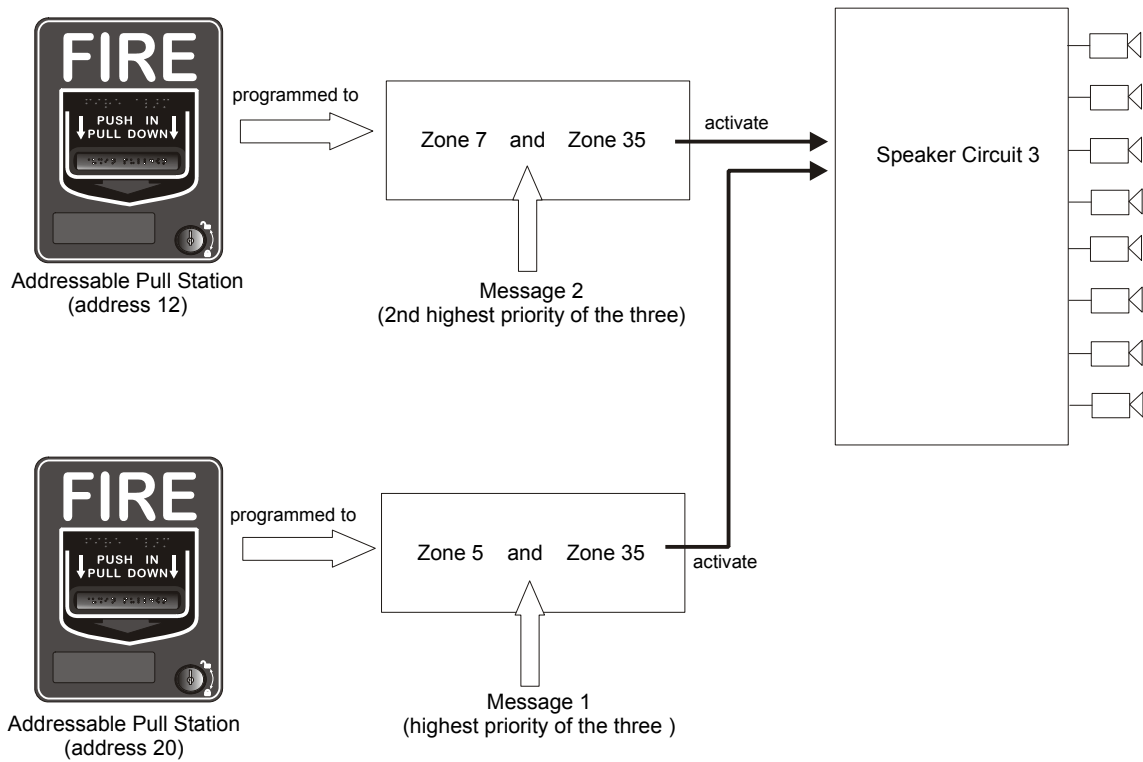 FIRE
PUSH IN
PULL DOWN
programmed to
Zone 7 and Zone 35
activate
Speaker Circuit 3
Addressable Pull Station
(address 12)
Message 2
(2nd highest priority of the three)
FIRE
PUSH IN
PULL DOWN
programmed to
Zone 5 and Zone 35
activate
Message 1
(highest priority of the three )
Addressable Pull Station
(address 20)